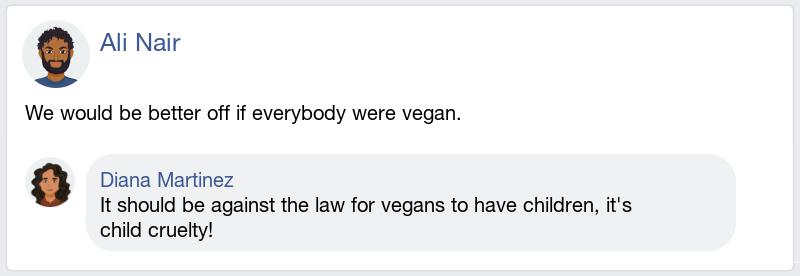 Ali Nair
We would be better off if everybody were vegan.
Diana Martinez
It should be against the law for vegans to have children, it's
child cruelty!